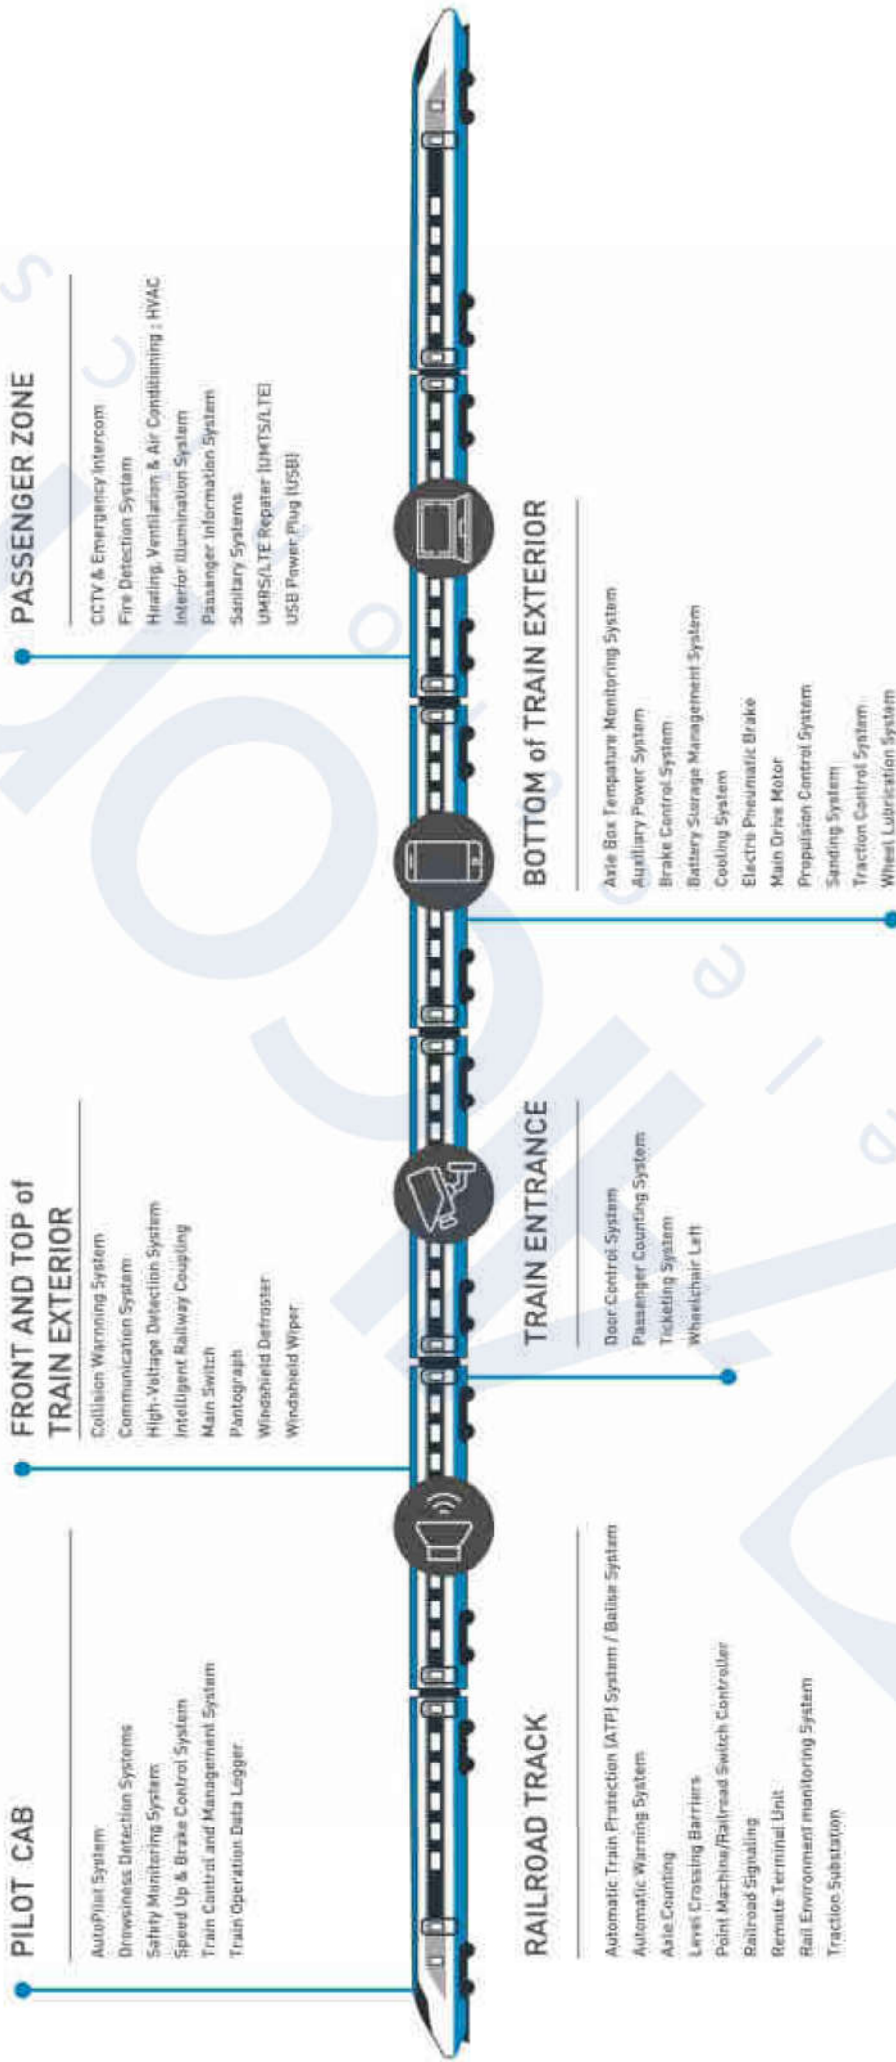 PILOT CAB
AutoPilot System
Drowsiness Detection Systems
Safety Monitoring System
Speed Up & Brake Control System
Train Control and Management System
Train Operation Data Logger
FRONT AND TOP of
TRAIN EXTERIOR
Collision Warnning System
Communication System
High-Voltage Detection System
Intelligent Railway Coupling
Main Switch
Pantograph
Windshield Defroster
Windshield Wiper
PASSENGER ZONE
CCTV & Emergency Intercom
Fire Detection System
Heating, Ventilation & Air Conditioning : HVAC
Interior Illumination System
Passanger Information System
Sanitary Systems
UMRS/LTE Repater (UMTS/LTE)
USB Power Plug (USB)
RAILROAD TRACK
Automatic Train Protection (ATP) System / Balise System
Automatic Warning System
Axle Counting
Level Crossing Barriers
Point Machine/Railroad Switch Controller
Railroad Signaling
Remote Terminal Unit
Rail Environment monitoring System
Traction Substation
TRAIN ENTRANCE
Door Control System
Passenger Counting System
Ticketing System
Wheelchair Left
BOTTOM of TRAIN EXTERIOR
Axle Box Tempature Monitoring System
Auxiliary Power System
Brake Control System
Battery Storage Management System
Cooling System
Electro Pneumatic Brake
Main Drive Motor
Propulsion Control System
Sanding System
Traction Control System
Wheel Lubrication System